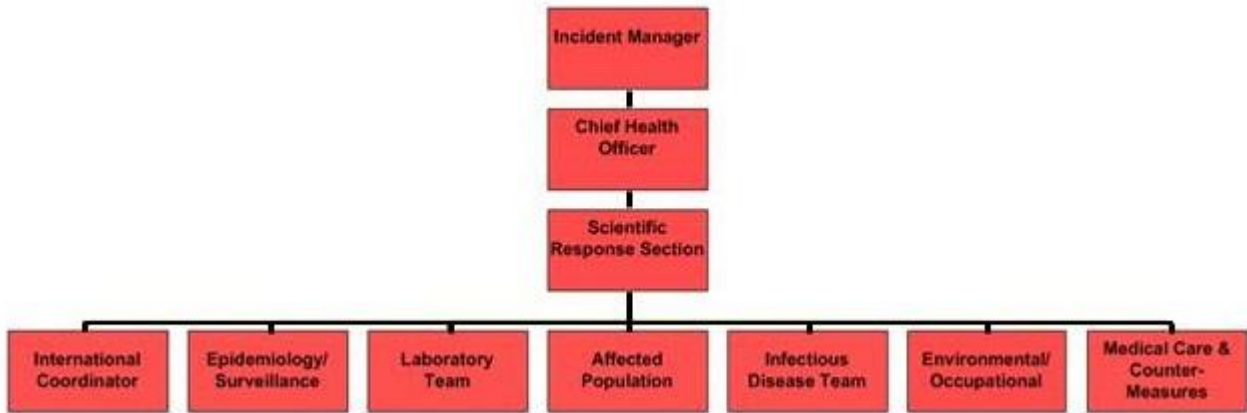 Incident Manager
Chief Health
Officer
Scientific
Response Section
International
Coordinator
Epidemiology/
Surveillance
Laboratory
Team
Affected
Population
Infectious
Disease Team
Environmental/
Occupational
Medical Care &
Counter-
Measures